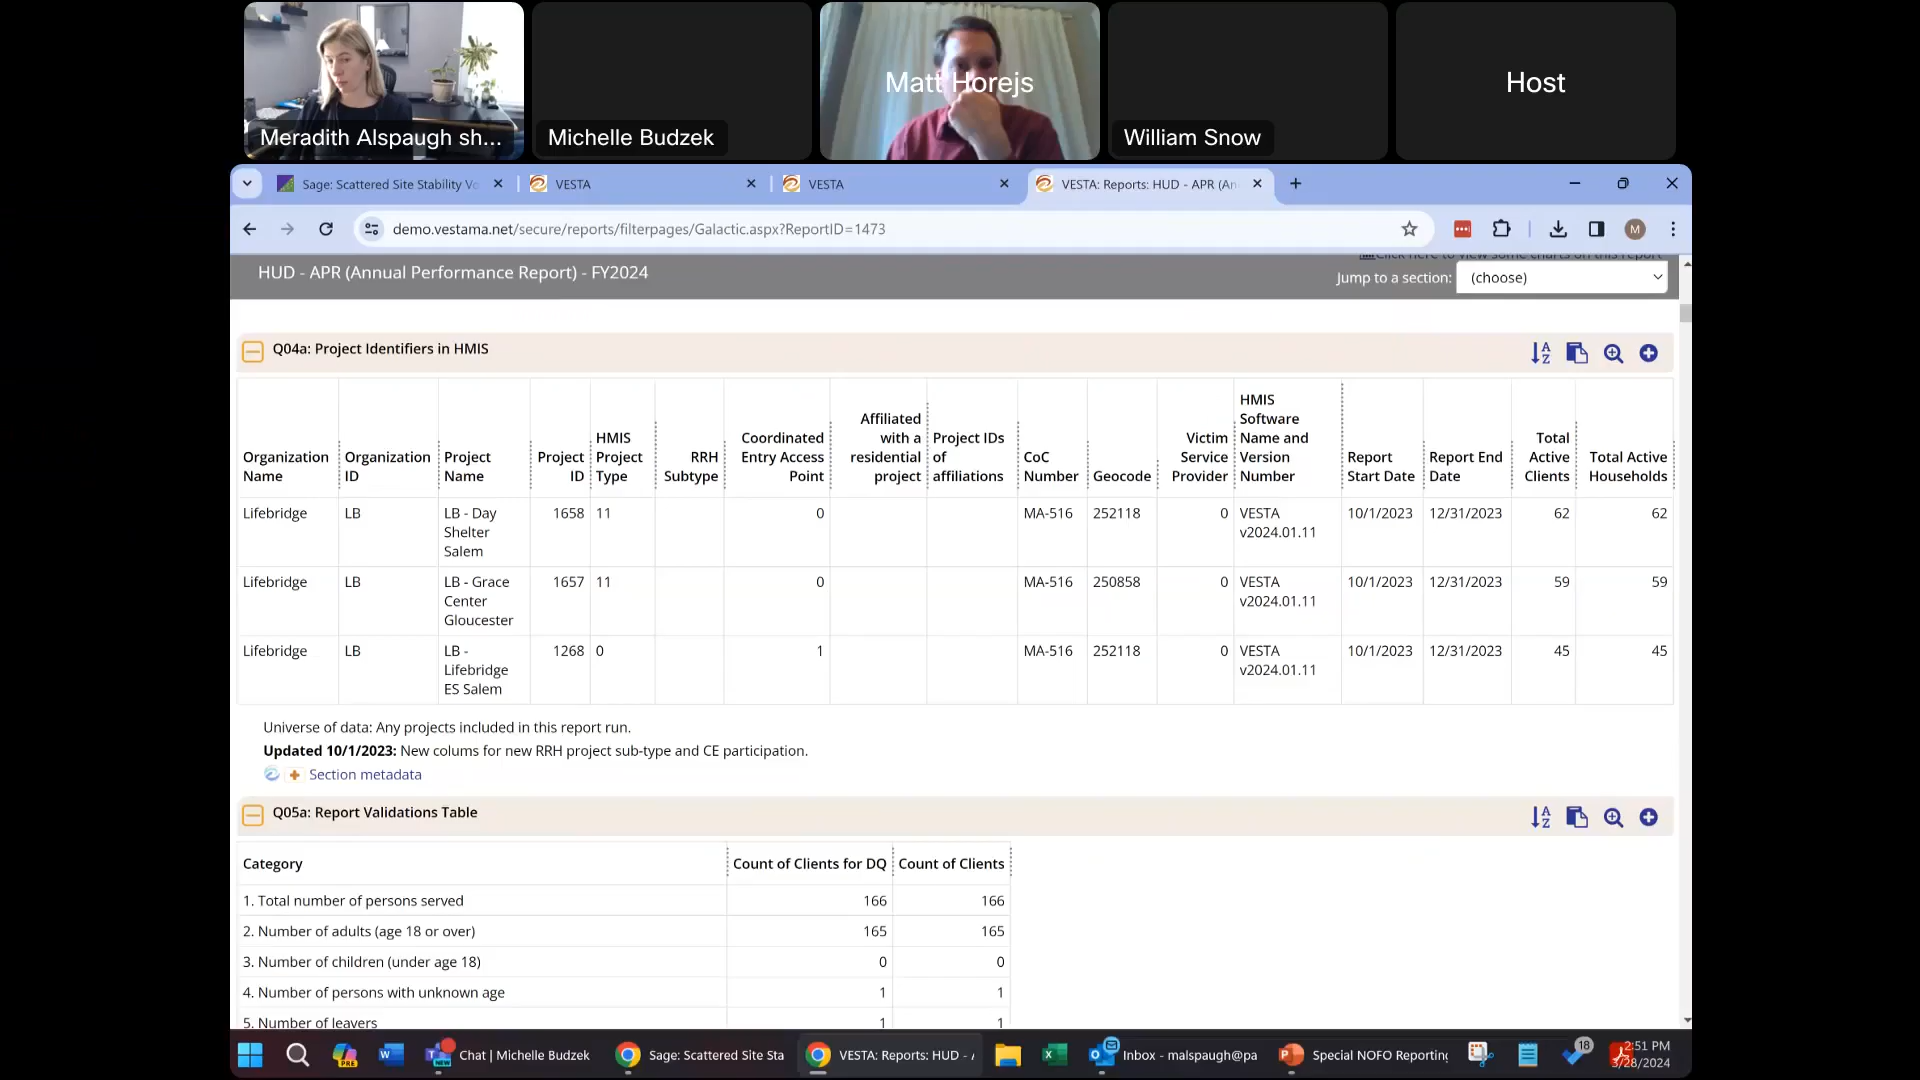 Meradith Alspaugh sh...
Michelle Budzek
Matt Horejs
William Snow
Host
Sage: Scattered Site Stability Vo
VESTA
VESTA
VESTA: Reports: HUD - APR (An
demo.vestama.net/secure/reports/filterpages/Galactic.aspx?ReportID=1473
M
Click here to view some charts on this report
HUD - APR (Annual Performance Report) - FY2024
Jump to a section: (choose)
Q04a: Project Identifiers in HMIS
Organization Name Organization ID Project Name Project ID HMIS Project Type RRH Subtype Coordinated Entry Access Point Affiliated with a residential project Project IDs of affiliations CoC Number Geocode Victim Service Provider HMIS Software Name and Version Number Report Start Date Report End Date Total Active Clients Total Active Households
Lifebridge LB LB - Day Shelter Salem 1658 11 0 MA-516 252118 0 VESTA v2024.01.11 10/1/2023 12/31/2023 62 62
Lifebridge LB LB - Grace Center Gloucester 1657 11 0 MA-516 250858 0 VESTA v2024.01.11 10/1/2023 12/31/2023 59 59
Lifebridge LB LB - Lifebridge ES Salem 1268 0 1 MA-516 252118 0 VESTA v2024.01.11 10/1/2023 12/31/2023 45 45
Universe of data: Any projects included in this report run.
Updated 10/1/2023: New colums for new RRH project sub-type and CE participation.
Section metadata
Q05a: Report Validations Table
Category Count of Clients for DQ Count of Clients
1. Total number of persons served 166 166
2. Number of adults (age 18 or over) 165 165
3. Number of children (under age 18) 0 0
4. Number of persons with unknown age 1 1
5. Number of leavers 1 1
Chat | Michelle Budzek
Sage: Scattered Site Sta
VESTA: Reports: HUD - A
Inbox - malspaugh@pa
Special NOFO Reporting
18
2:51 PM
3/28/2024